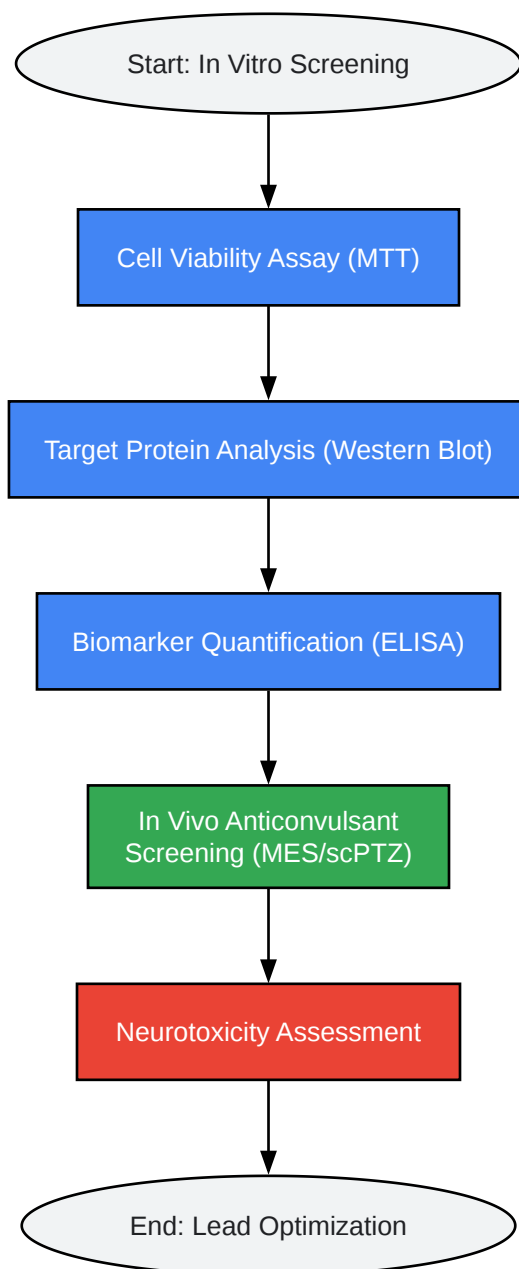 Start: In Vitro Screening
Cell Viability Assay (MTT)
Target Protein Analysis (Western Blot)
Biomarker Quantification (ELISA)
In Vivo Anticonvulsant
Screening (MES/scPTZ)
Neurotoxicity Assessment
End: Lead Optimization